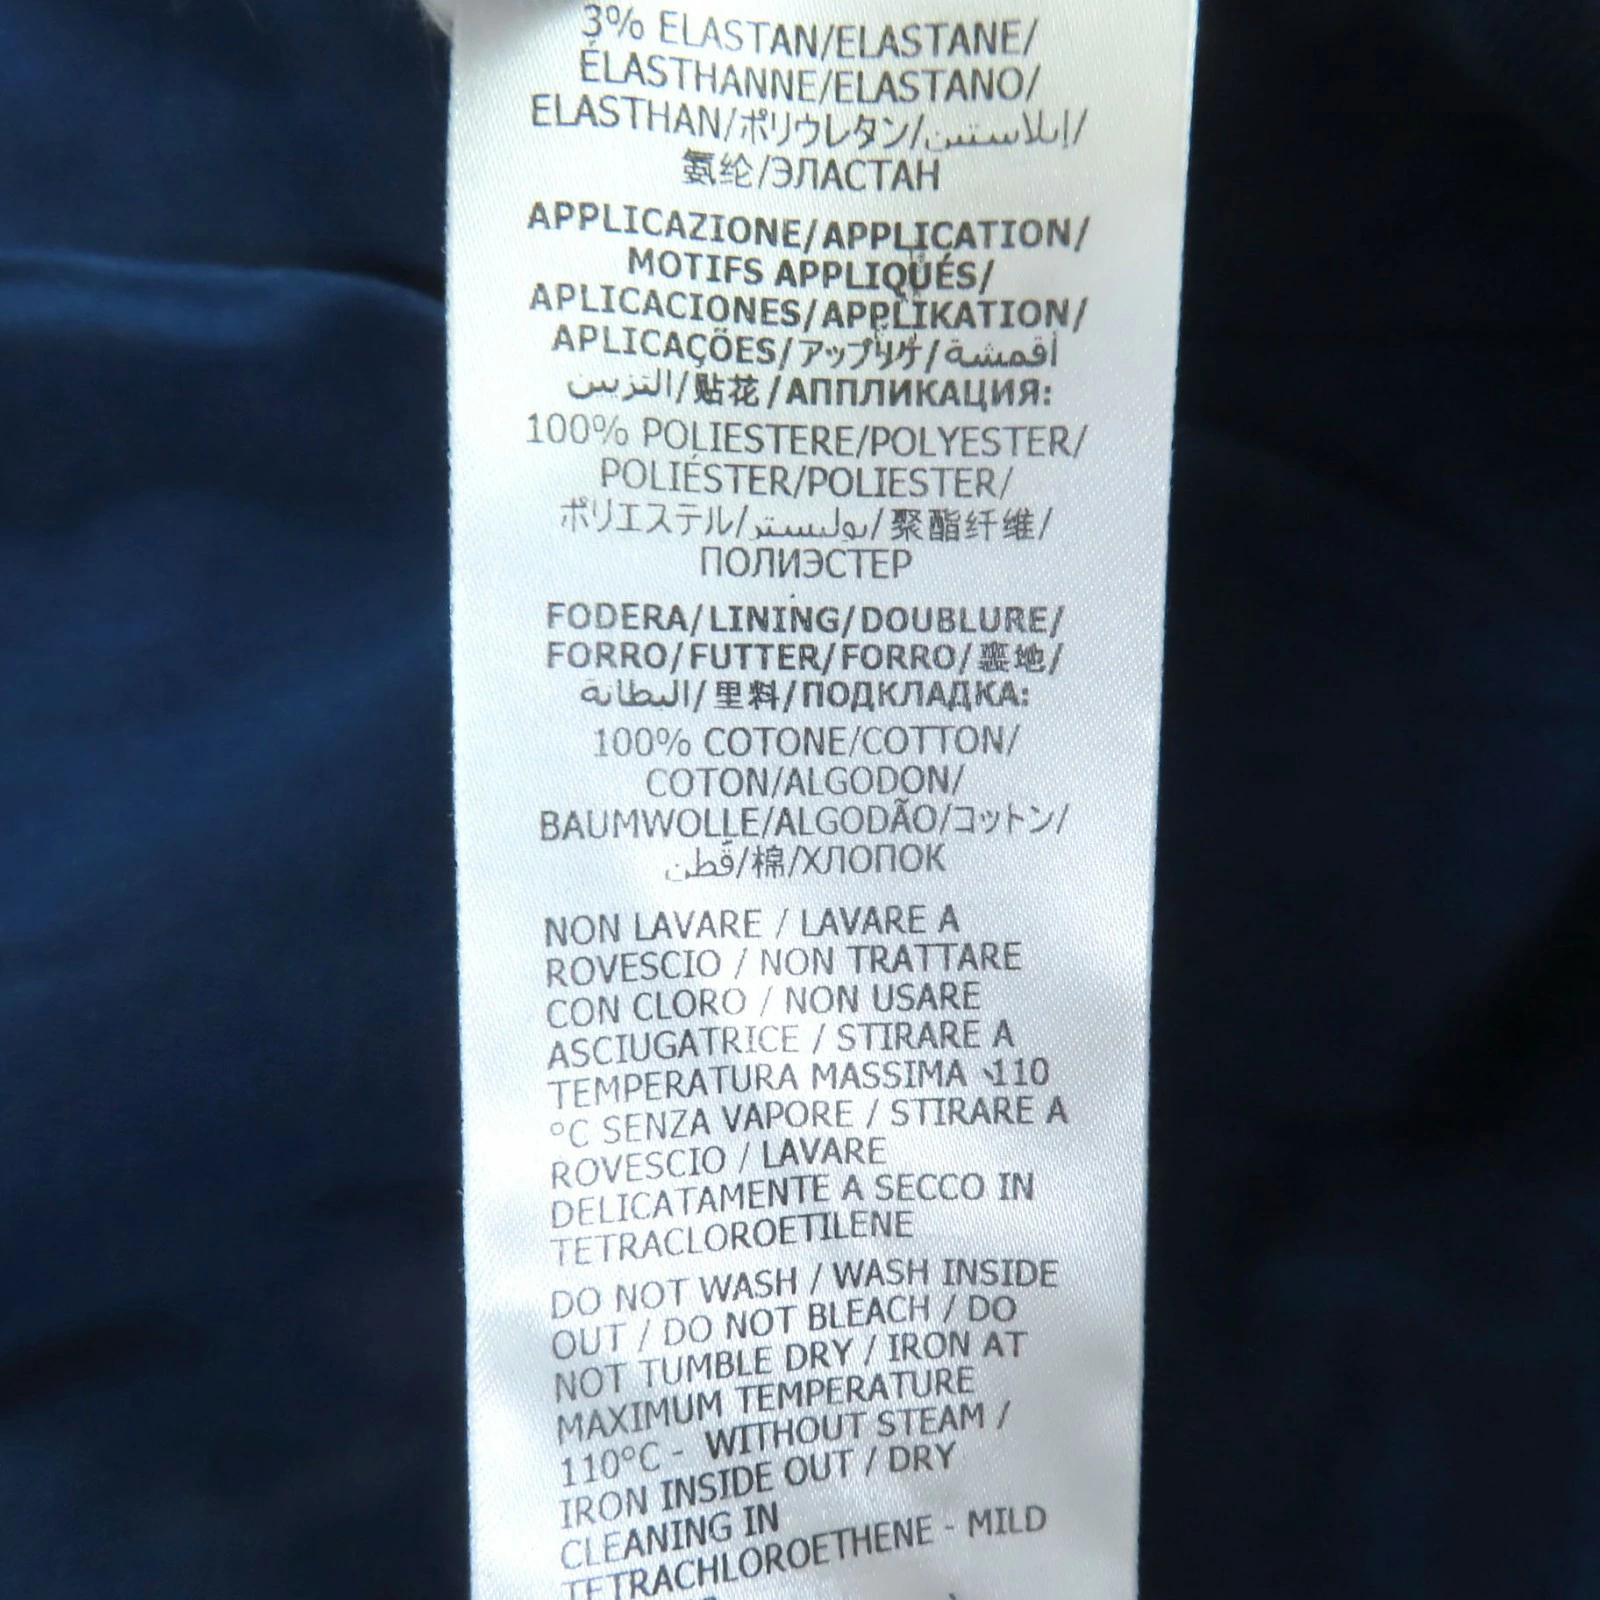 3% ELASTAN/ELASTANE/
ÉLASTHANNE/ELASTANO/
ELASTHAN/ポリウレタン/إيلاستين/
氨纶/ЭЛАСТАН
APPLICAZIONE/APPLICATION/
MOTIFS APPLIQUÉS/
APLICACIONES/APPLIKATION/
APLICAÇÕES/アップリケ/أقمشة
التزيين/贴花/АППЛИКАЦИЯ:
100% POLIESTERE/POLYESTER/
POLIÉSTER/POLIESTER/
ポリエステル/بوليستر/聚酯纤维/
ПОЛИЭСТЕР
FODERA/LINING/DOUBLURE/
FORRO/FUTTER/FORRO/裏地/
البطانة/里料/ПОДКЛАДКА:
100% COTONE/COTTON/
COTON/ALGODON/
BAUMWOLLE/ALGODÃO/コットン/
قطن/棉/ХЛОПОК
NON LAVARE / LAVARE A
ROVESCIO / NON TRATTARE
CON CLORO / NON USARE
ASCIUGATRICE / STIRARE A
TEMPERATURA MASSIMA 110
°C SENZA VAPORE / STIRARE A
ROVESCIO / LAVARE
DELICATAMENTE A SECCO IN
TETRACLOROETILENE
DO NOT WASH / WASH INSIDE
OUT / DO NOT BLEACH / DO
NOT TUMBLE DRY / IRON AT
MAXIMUM TEMPERATURE
110°C - WITHOUT STEAM /
IRON INSIDE OUT / DRY
CLEANING IN
TETRACHLOROETHENE - MILD